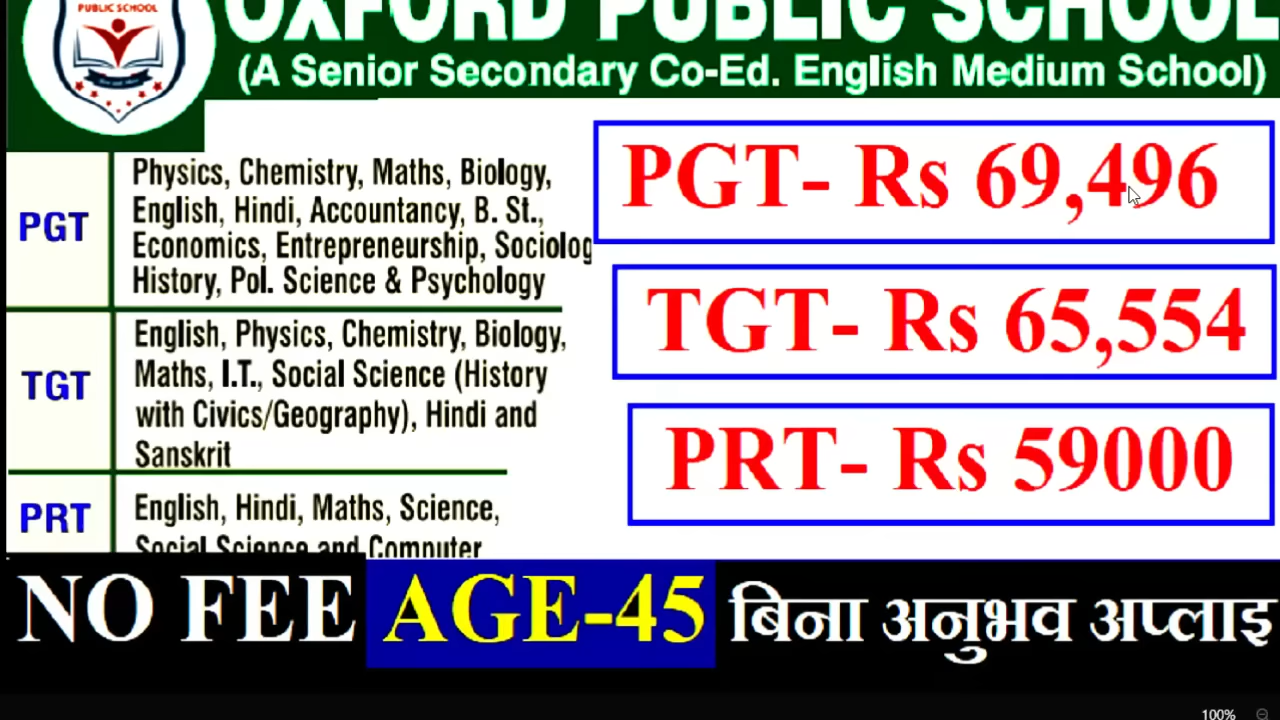 PUBLIC SCHOOL
OXFORD PUBLIC SCHOOL
(A Senior Secondary Co-Ed. English Medium School)
PGT
Physics, Chemistry, Maths, Biology,
English, Hindi, Accountancy, B. St.,
Economics, Entrepreneurship, Sociolog
History, Pol. Science & Psychology
TGT
English, Physics, Chemistry, Biology,
Maths, I.T., Social Science (History
with Civics/Geography), Hindi and
Sanskrit
PRT
English, Hindi, Maths, Science,
Social Science and Computer
PGT- Rs 69,496
TGT- Rs 65,554
PRT- Rs 59000
NO FEE AGE-45 बिना अनुभव अप्लाइ
100%